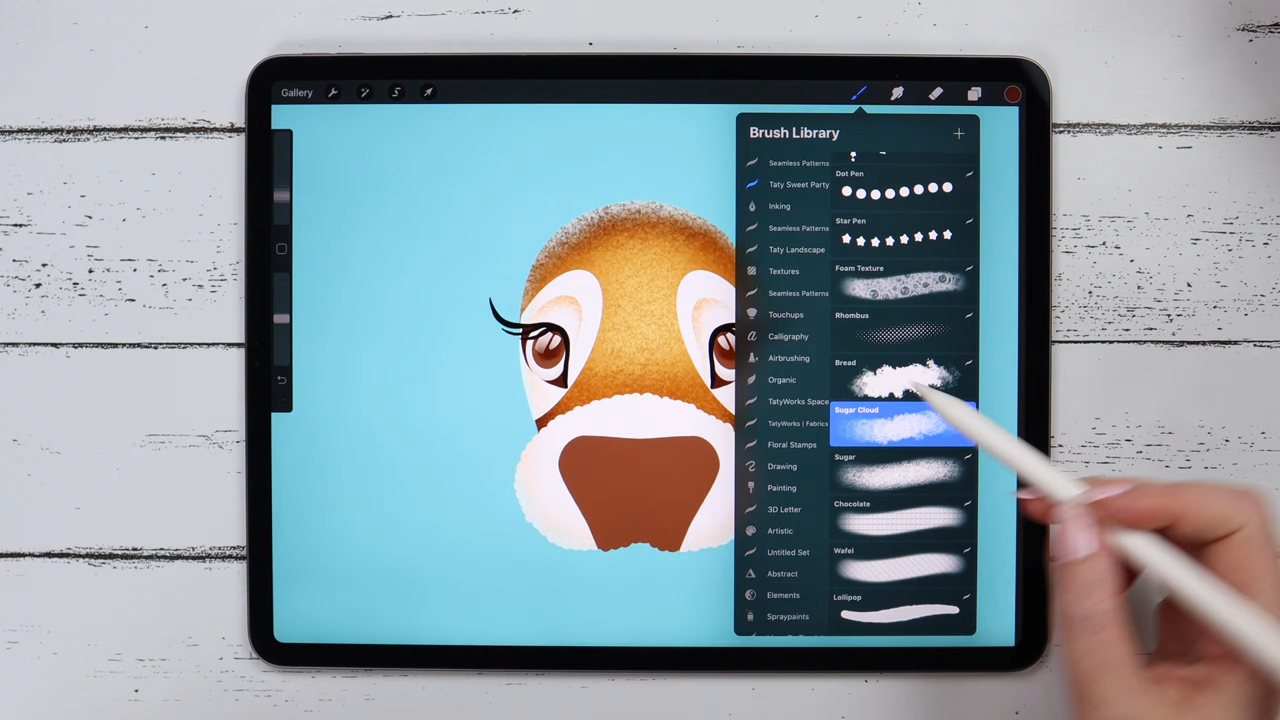 Gallery
Brush Library
Seamless Patterns
Taty Sweet Party
Inking
Seamless Patterns
Taty Landscape
Textures
Seamless Patterns
Touchups
Calligraphy
Airbrushing
Organic
TatyWorks Space
TatyWorks | Fabrics
Floral Stamps
Drawing
Painting
3D Letter
Artistic
Untitled Set
Abstract
Elements
Spraypaints
Dot Pen
Star Pen
Foam Texture
Rhombus
Bread
Sugar Cloud
Sugar
Chocolate
Wafel
Lollipop